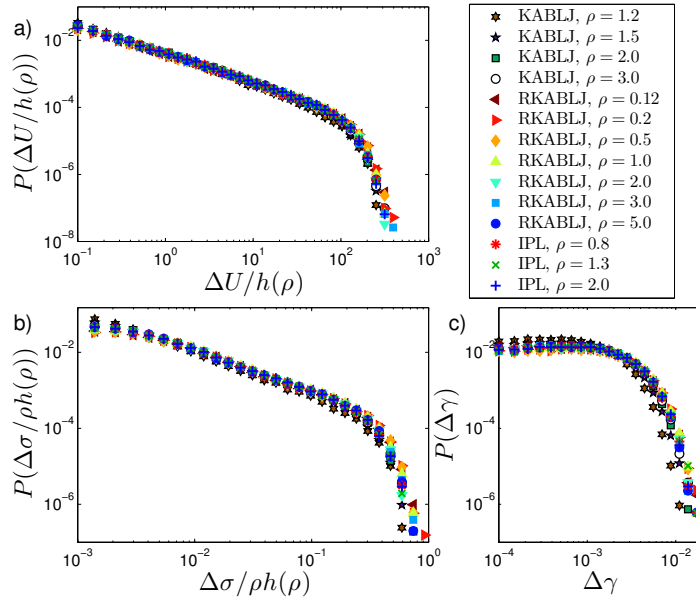 a)
P(ΔU/h(ρ))
10⁻²
10⁻⁴
10⁻⁶
10⁻⁸
10⁻¹ 10⁰ 10¹ 10² 10³
ΔU/h(ρ)
KABLJ, ρ = 1.2
KABLJ, ρ = 1.5
KABLJ, ρ = 2.0
KABLJ, ρ = 3.0
RKABLJ, ρ = 0.12
RKABLJ, ρ = 0.2
RKABLJ, ρ = 0.5
RKABLJ, ρ = 1.0
RKABLJ, ρ = 2.0
RKABLJ, ρ = 3.0
RKABLJ, ρ = 5.0
IPL, ρ = 0.8
IPL, ρ = 1.3
IPL, ρ = 2.0
b)
P(Δσ/ρh(ρ))
10⁻²
10⁻⁴
10⁻⁶
10⁻³ 10⁻² 10⁻¹ 10⁰
Δσ/ρh(ρ)
c)
P(Δγ)
10⁻²
10⁻⁴
10⁻⁶
10⁻⁴ 10⁻³ 10⁻²
Δγ